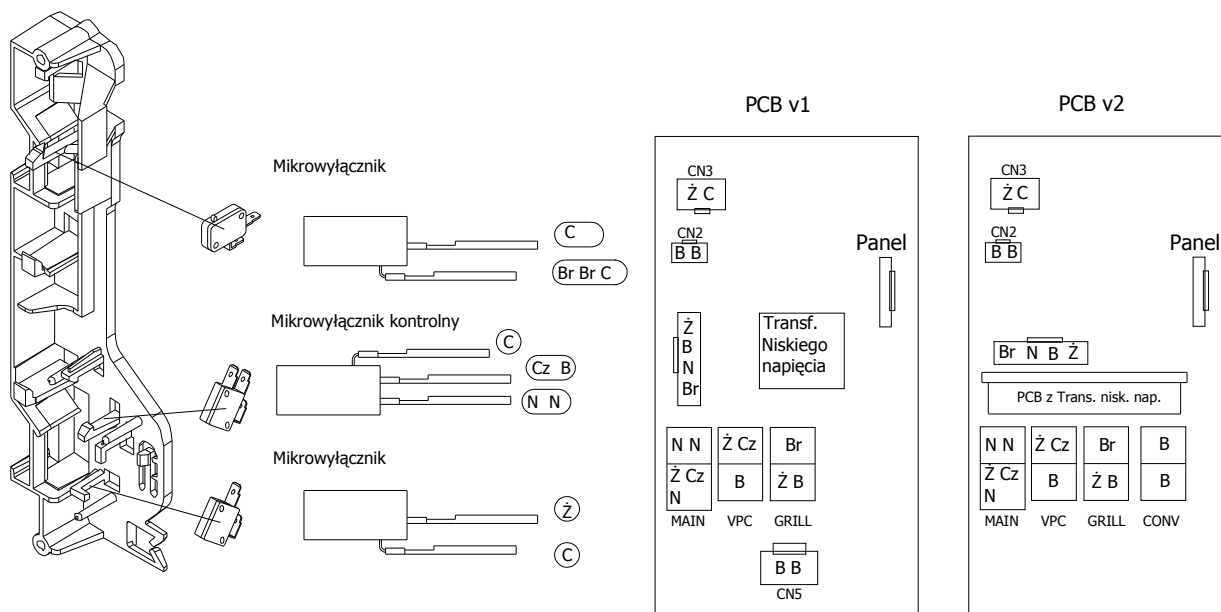 Mikrowyłącznik
C
Br Br C
Mikrowyłącznik kontrolny
C
Cz B
N N
Mikrowyłącznik
Ż
C
PCB v1
CN3
Ż C
CN2
B B
Panel
Ż
B
N
Br
Transf.
Niskiego
napięcia
N N
Ż Cz
N
MAIN
Ż Cz
B
VPC
Br
Ż B
GRILL
B B
CN5
PCB v2
CN3
Ż C
CN2
B B
Panel
Br N B Ż
PCB z Trans. nisk. nap.
N N
Ż Cz
N
MAIN
Ż Cz
B
VPC
Br
Ż B
GRILL
B
B
CONV